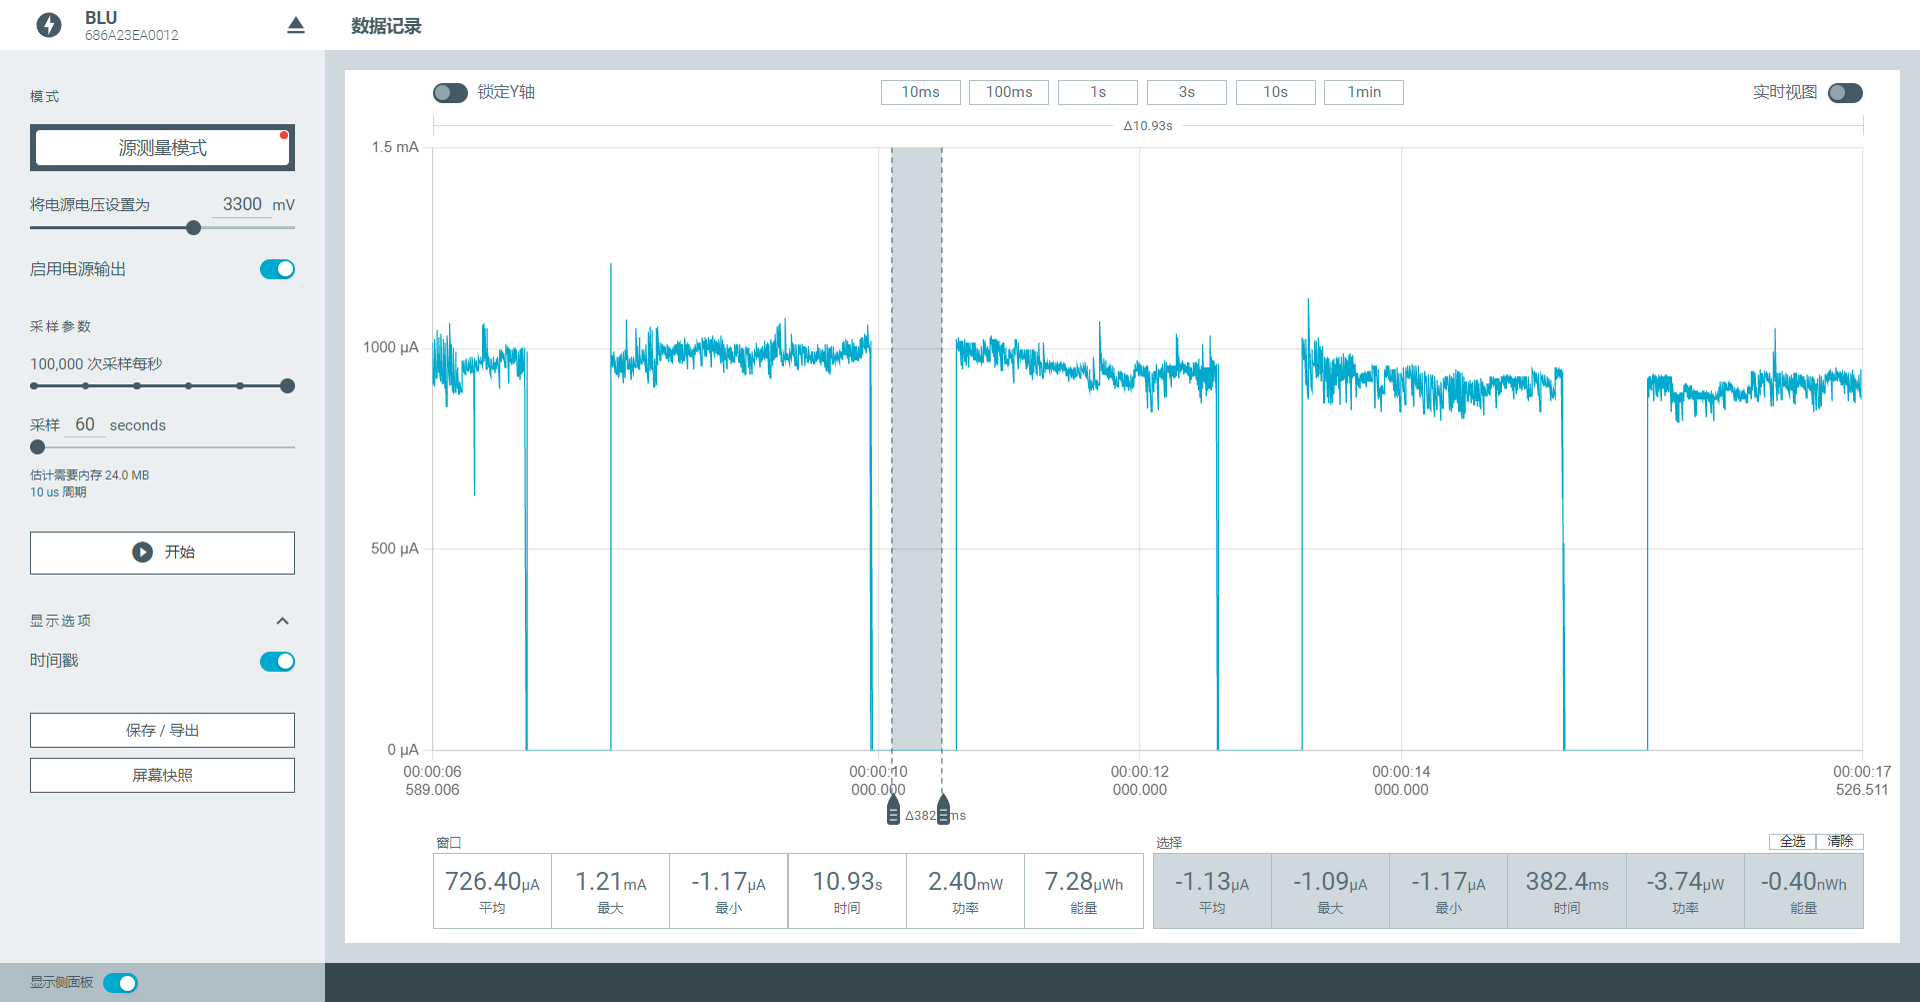 BLU
686A23EA0012
数据记录
模式
源测量模式
将电源电压设置为 3300 mV
启用电源输出
采样参数
100,000 次采样每秒
采样 60 seconds
估计需要内存 24.0 MB
10 us 周期
开始
显示选项
时间戳
保存 / 导出
屏幕快照
显示侧面板
锁定Y轴
10ms 100ms 1s 3s 10s 1min
实时视图
Δ10.93s
1.5 mA
1000 µA
500 µA
0 µA
00:00:06 00:00:10 00:00:12 00:00:14 00:00:17
589.006 000.000 000.000 000.000 526.511
Δ382 ms
窗口
726.40µA 1.21mA -1.17µA 10.93s 2.40mW 7.28µWh
平均 最大 最小 时间 功率 能量
选择 全选 清除
-1.13µA -1.09µA -1.17µA 382.4ms -3.74µW -0.40nWh
平均 最大 最小 时间 功率 能量